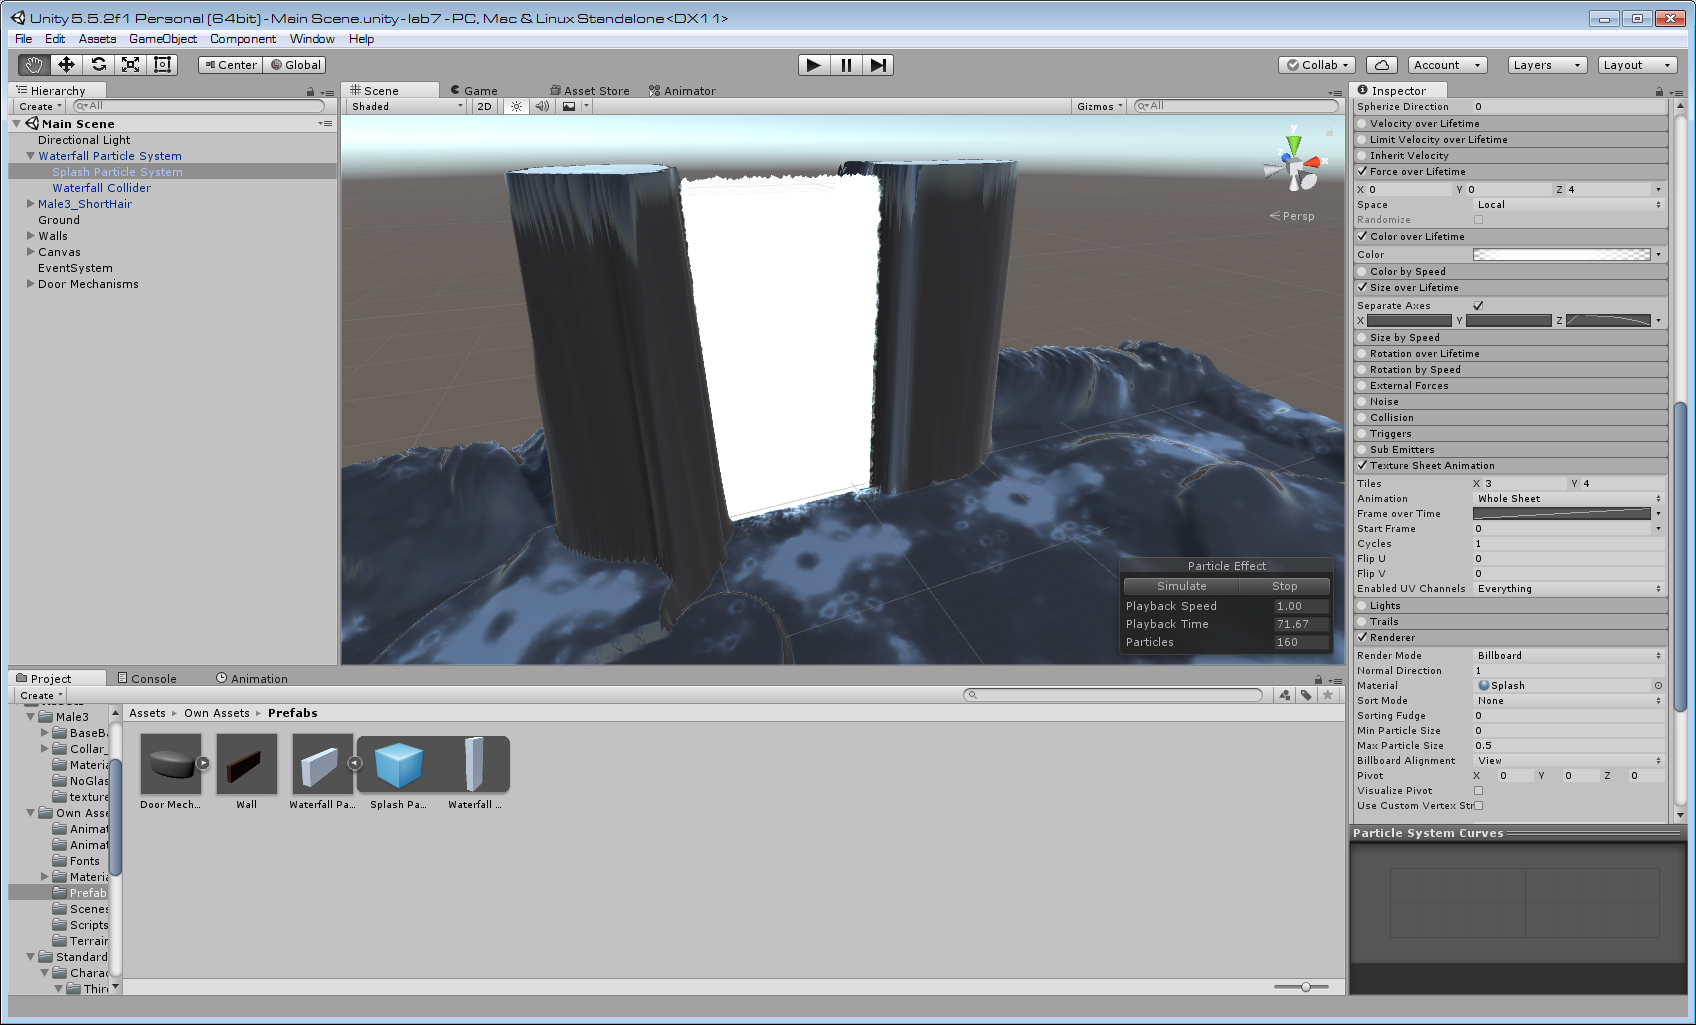 Unity 5.5.2f1 Personal (64bit) - Main Scene.unity - lab7 - PC, Mac & Linux Standalone <DX11>
File Edit Assets GameObject Component Window Help
Center Global
Collab Account Layers Layout
Hierarchy
Create All
Main Scene
Directional Light
Waterfall Particle System
Splash Particle System
Waterfall Collider
Male3_ShortHair
Ground
Walls
Canvas
EventSystem
Door Mechanisms
Scene Game Asset Store Animator
Shaded 2D Gizmos All
y
x
z
Persp
Particle Effect
Simulate Stop
Playback Speed 1.00
Playback Time 71.67
Particles 160
Inspector
Spherize Direction 0
Velocity over Lifetime
Limit Velocity over Lifetime
Inherit Velocity
Force over Lifetime
X 0 Y 0 Z 4
Space Local
Randomize
Color over Lifetime
Color
Color by Speed
Size over Lifetime
Separate Axes
X Y Z
Size by Speed
Rotation over Lifetime
Rotation by Speed
External Forces
Noise
Collision
Triggers
Sub Emitters
Texture Sheet Animation
Tiles X 3 Y 4
Animation Whole Sheet
Frame over Time
Start Frame 0
Cycles 1
Flip U 0
Flip V 0
Enabled UV Channels Everything
Lights
Trails
Renderer
Render Mode Billboard
Normal Direction 1
Material Splash
Sort Mode None
Sorting Fudge 0
Min Particle Size 0
Max Particle Size 0.5
Billboard Alignment View
Pivot X 0 Y 0 Z 0
Visualize Pivot
Use Custom Vertex Str
Particle System Curves
Project Console Animation
Create
Male3
BaseBa
Collar_
Materia
NoGlas
texture
Own Asse
Animat
Animat
Fonts
Materia
Prefab
Scenes
Scripts
Terrain
Standard
Charac
Thir
Assets Own Assets Prefabs
Door Mech... Wall Waterfall Pa... Splash Pa... Waterfall ...